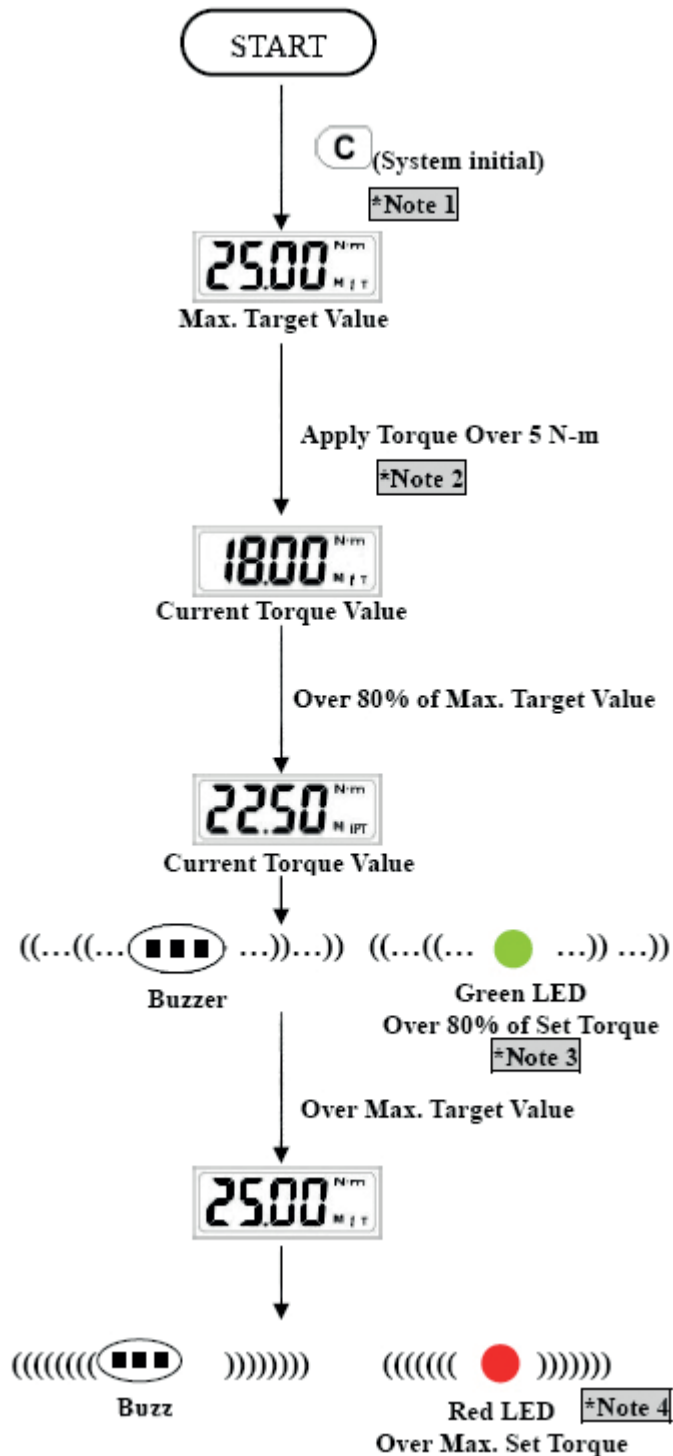 START
C (System initial)
*Note 1
25.00 N·m
M T
Max. Target Value
Apply Torque Over 5 N-m
*Note 2
18.00 N·m
M T
Current Torque Value
Over 80% of Max. Target Value
22.50 N·m
M
Current Torque Value
((...((... ...))...)) ((...((... ...)) ...))
Buzzer
Green LED
Over 80% of Set Torque
*Note 3
Over Max. Target Value
25.00 N·m
M T
(((((((( )))))))) ((((((( )))))))
Buzz
Red LED *Note 4
Over Max. Set Torque